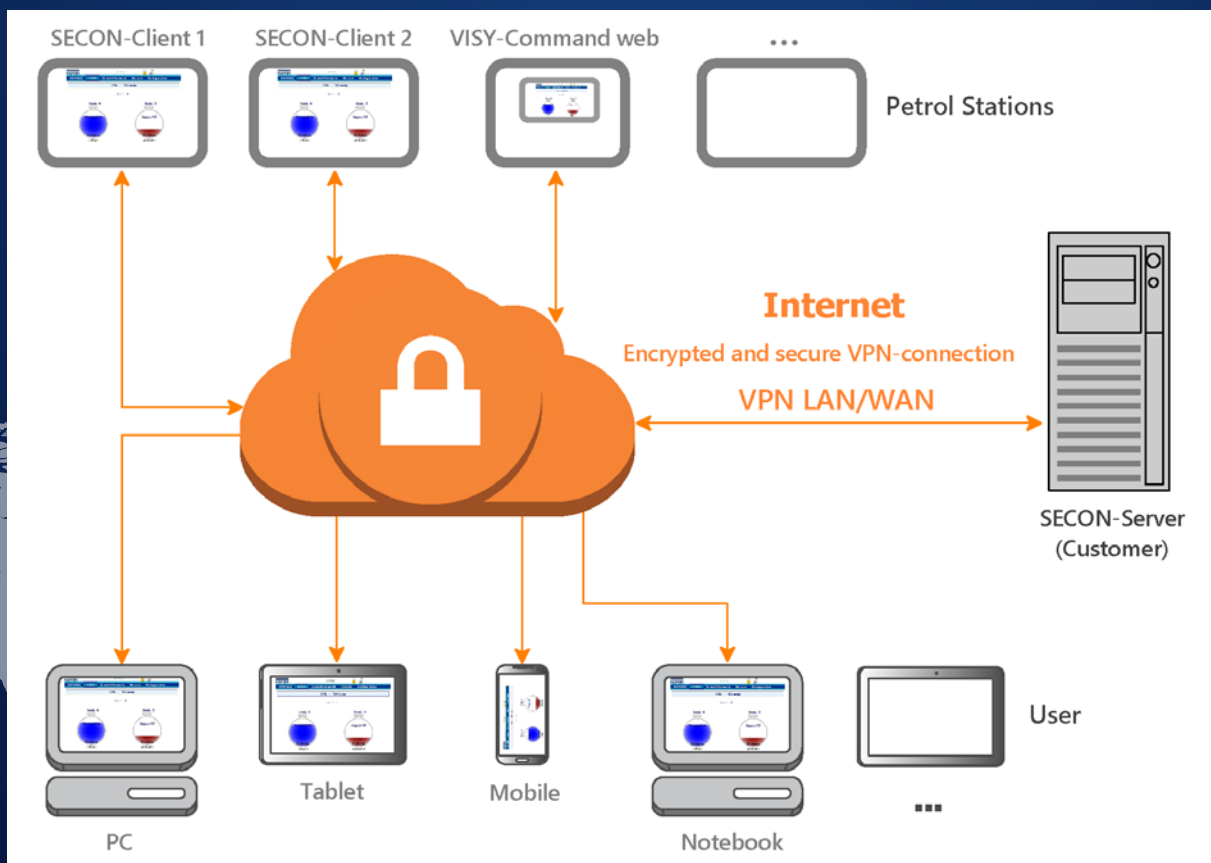 SECON-Client 1
SECON-Client 2
VISY-Command web
...
Petrol Stations
Internet
Encrypted and secure VPN-connection
VPN LAN/WAN
SECON-Server
(Customer)
User
Tablet
Mobile
...
PC
Notebook